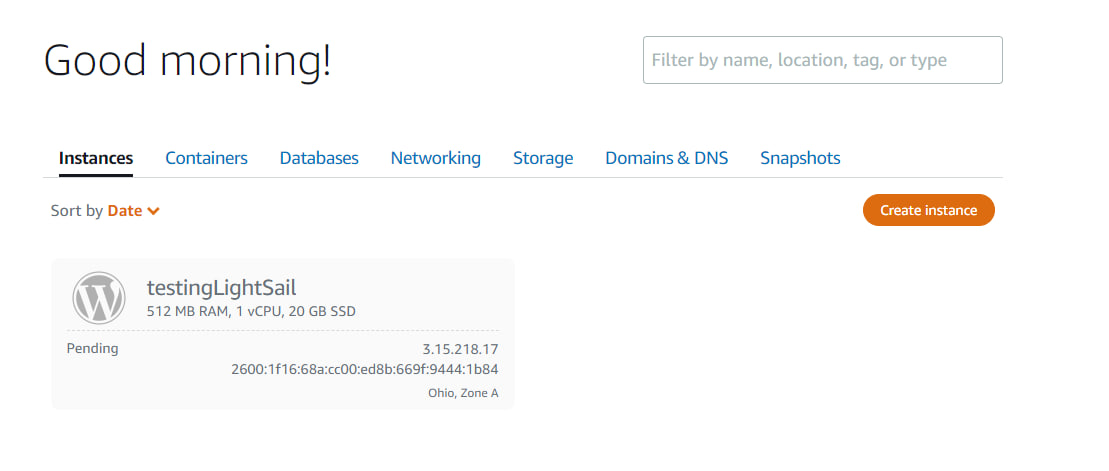 Good morning!
Filter by name, location, tag, or type
Instances Containers Databases Networking Storage Domains & DNS Snapshots
Sort by Date
Create instance
testingLightSail
512 MB RAM, 1 vCPU, 20 GB SSD
Pending
3.15.218.17
2600:1f16:68a:cc00:ed8b:669f:9444:1b84
Ohio, Zone A